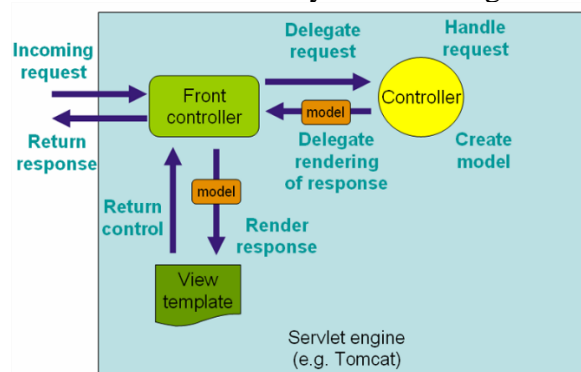 Incoming
request
Return
response
Front
controller
Delegate
request
Handle
request
Controller
model
Delegate
rendering
of response
Create
model
model
Return
control
Render
response
View
template
Servlet engine
(e.g. Tomcat)